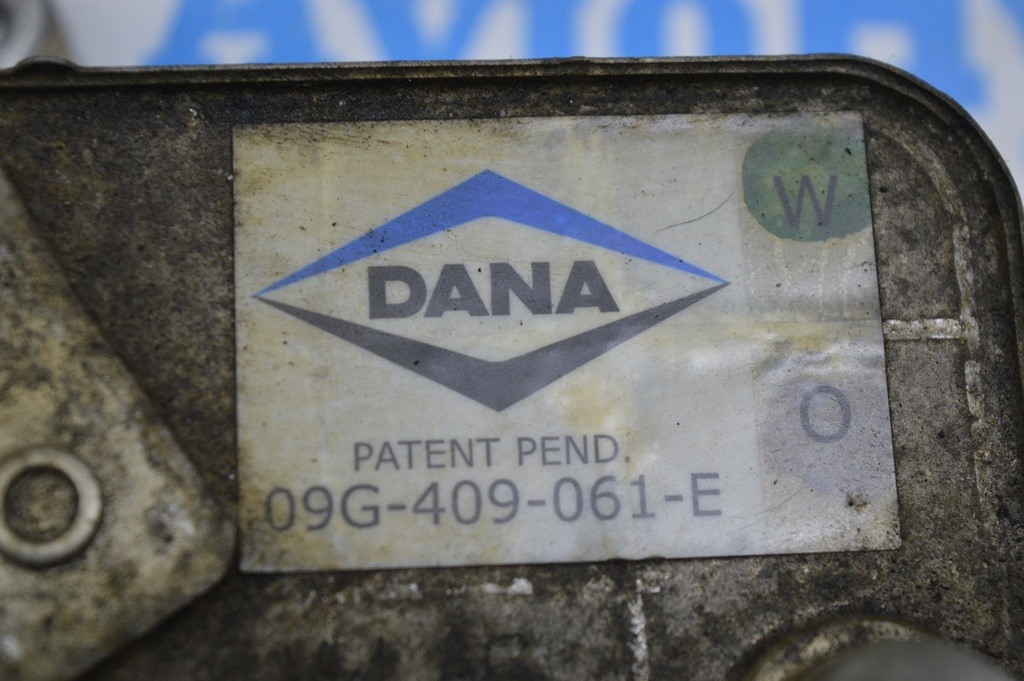 W
DANA
O
PATENT PEND.
09G-409-061-E